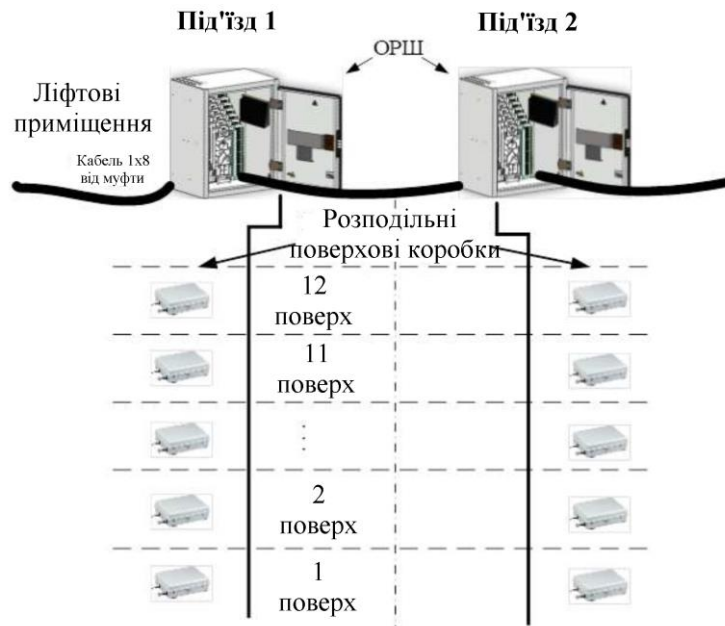 Під'їзд 1
Під'їзд 2
ОРШ
Ліфтові
приміщення
Кабель 1х8
від муфти
Розподільні
поверхові коробки
12
поверх
11
поверх
⋮
2
поверх
1
поверх